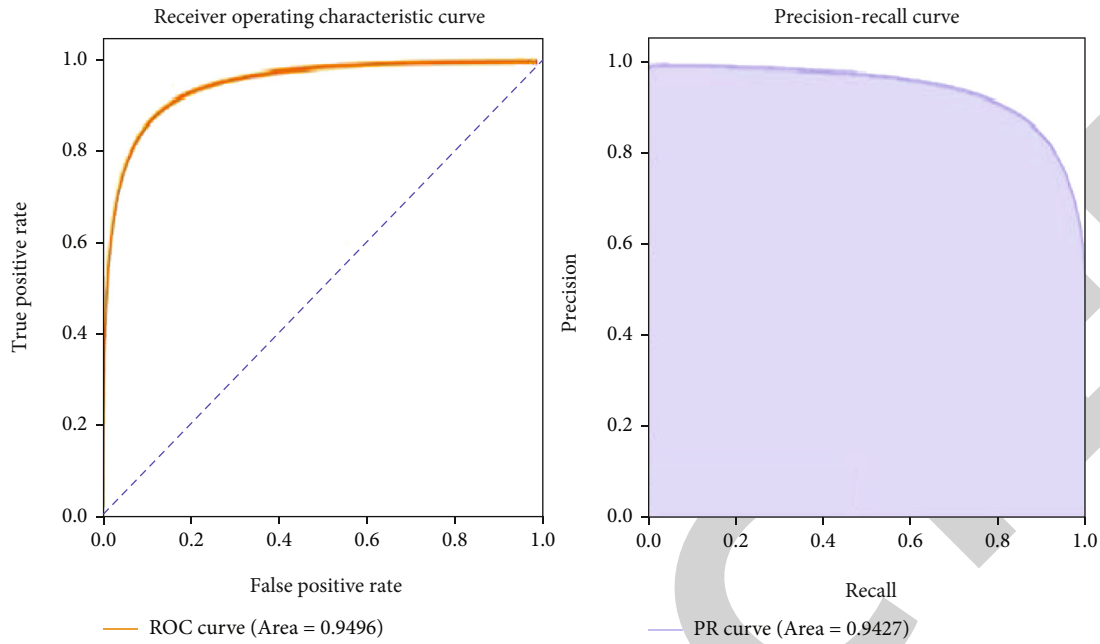 Receiver operating characteristic curve
1.0
0.8
0.6
0.4
0.2
0.0
True positive rate
0.0 0.2 0.4 0.6 0.8 1.0
False positive rate
ROC curve (Area = 0.9496)
Precision-recall curve
1.0
0.8
0.6
0.4
0.2
0.0
Precision
0.0 0.2 0.4 0.6 0.8 1.0
Recall
PR curve (Area = 0.9427)